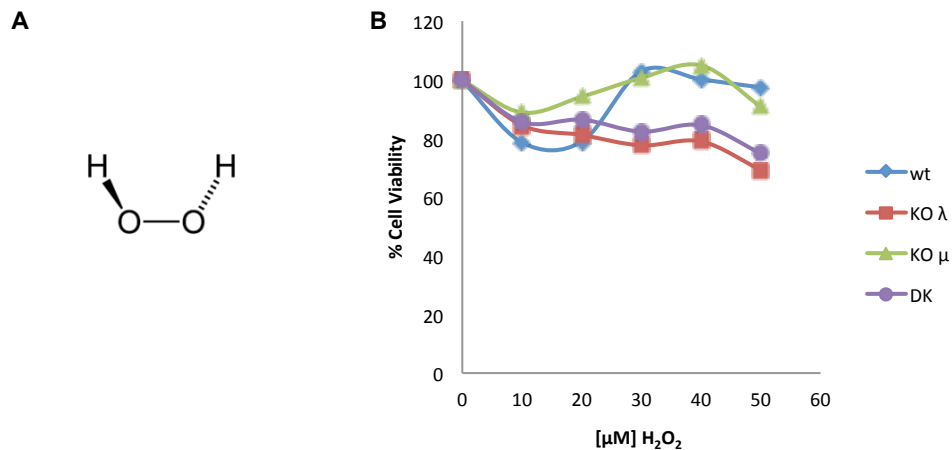 A
H H
O O
B
120
100
80
60
40
20
0
0 10 20 30 40 50 60
% Cell Viability
[µM] H₂O₂
wt
KO λ
KO µ
DK